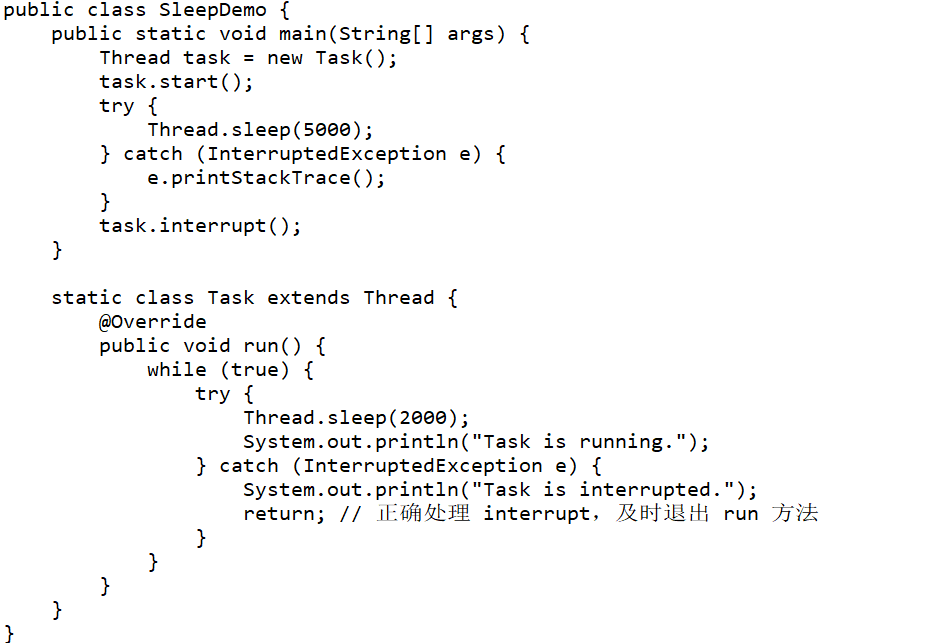 public class SleepDemo {
    public static void main(String[] args) {
        Thread task = new Task();
        task.start();
        try {
            Thread.sleep(5000);
        } catch (InterruptedException e) {
            e.printStackTrace();
        }
        task.interrupt();
    }

    static class Task extends Thread {
        @Override
        public void run() {
            while (true) {
                try {
                    Thread.sleep(2000);
                    System.out.println("Task is running.");
                } catch (InterruptedException e) {
                    System.out.println("Task is interrupted.");
                    return; // 正确处理 interrupt，及时退出 run 方法
                }
            }
        }
    }
}